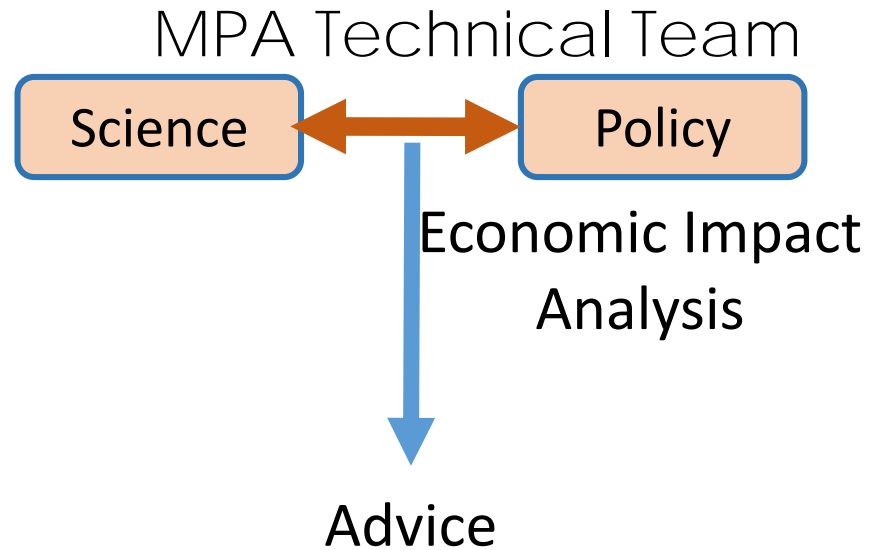 MPA Technical Team
Science
Policy
Economic Impact
Analysis
Advice